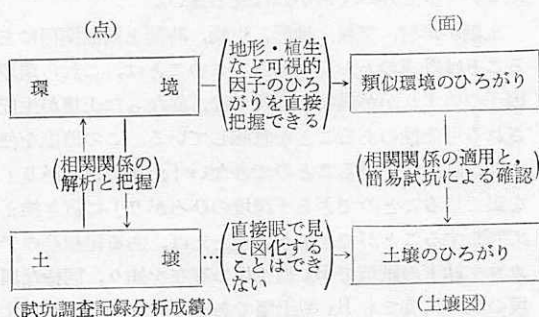 (点)
(面)
環 境
(地形・植生
など可視的
因子のひろ
がりを直接
把握できる)
類似環境のひろがり
(相関関係の
解析と把握)
(相関関係の適用と,
簡易試坑による確認)
土 壌
(直接眼で見
て図化する
ことはでき
ない)
土壌のひろがり
(試坑調査記録分析成績)
(土壌図)